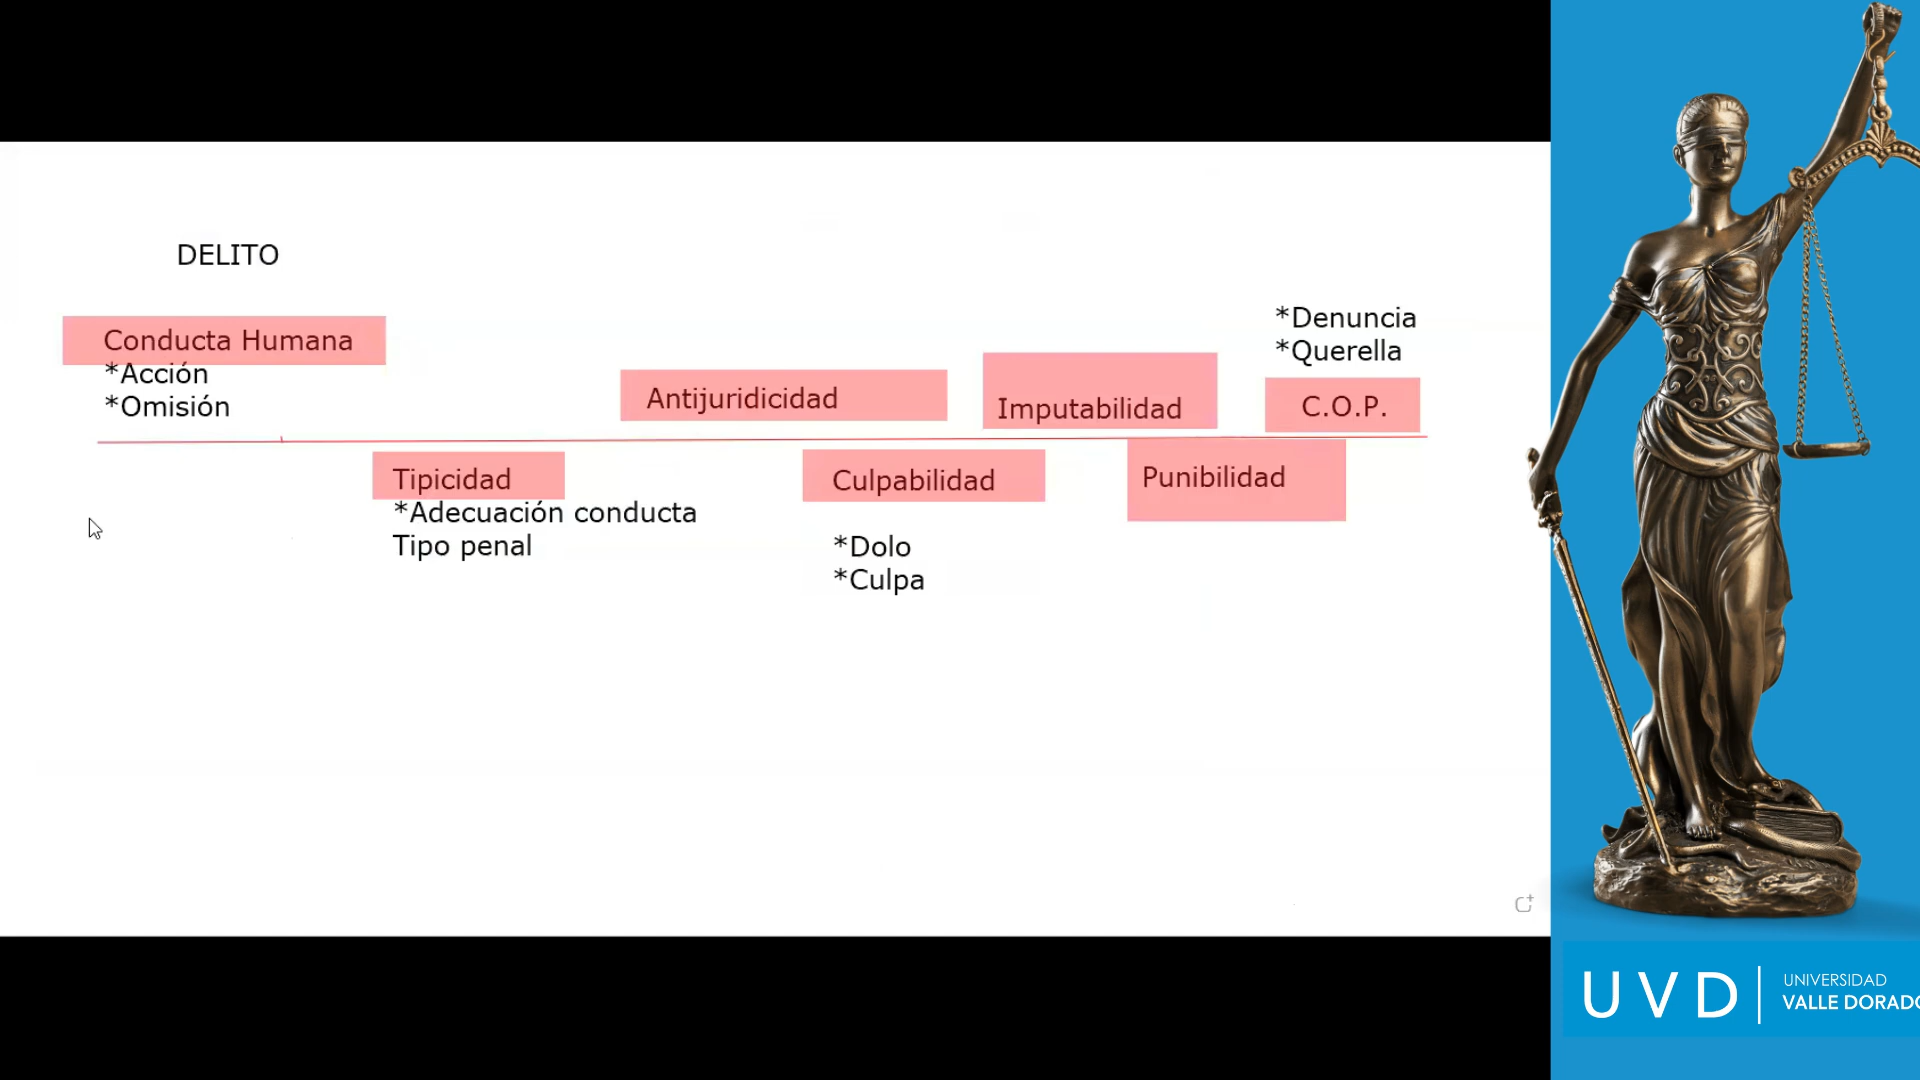 DELITO
Conducta Humana
*Acción
*Omisión
Tipicidad
*Adecuación conducta
Tipo penal
Antijuridicidad
Culpabilidad
*Dolo
*Culpa
Imputabilidad
Punibilidad
*Denuncia
*Querella
C.O.P.
UVD
UNIVERSIDAD
VALLE DORADO